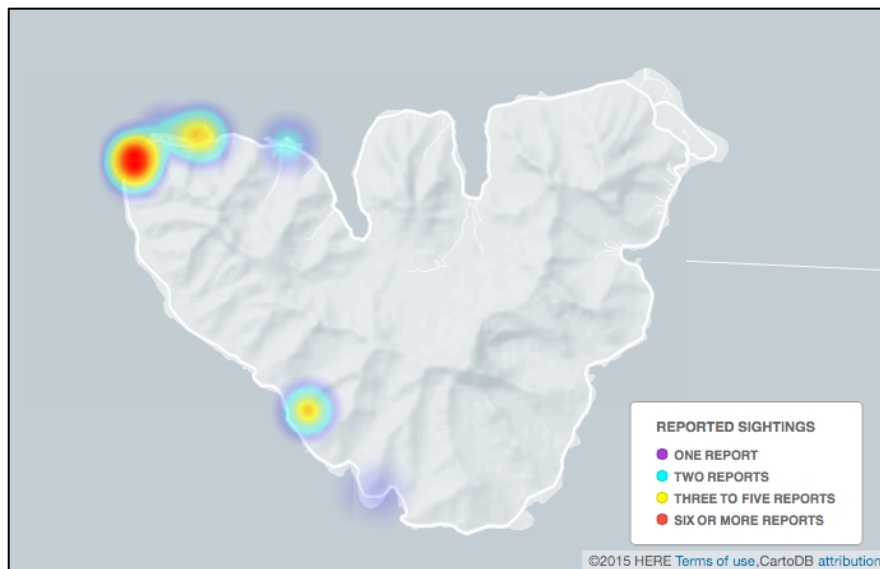 REPORTED SIGHTINGS
ONE REPORT
TWO REPORTS
THREE TO FIVE REPORTS
SIX OR MORE REPORTS
©2015 HERE Terms of use,CartoDB attribution